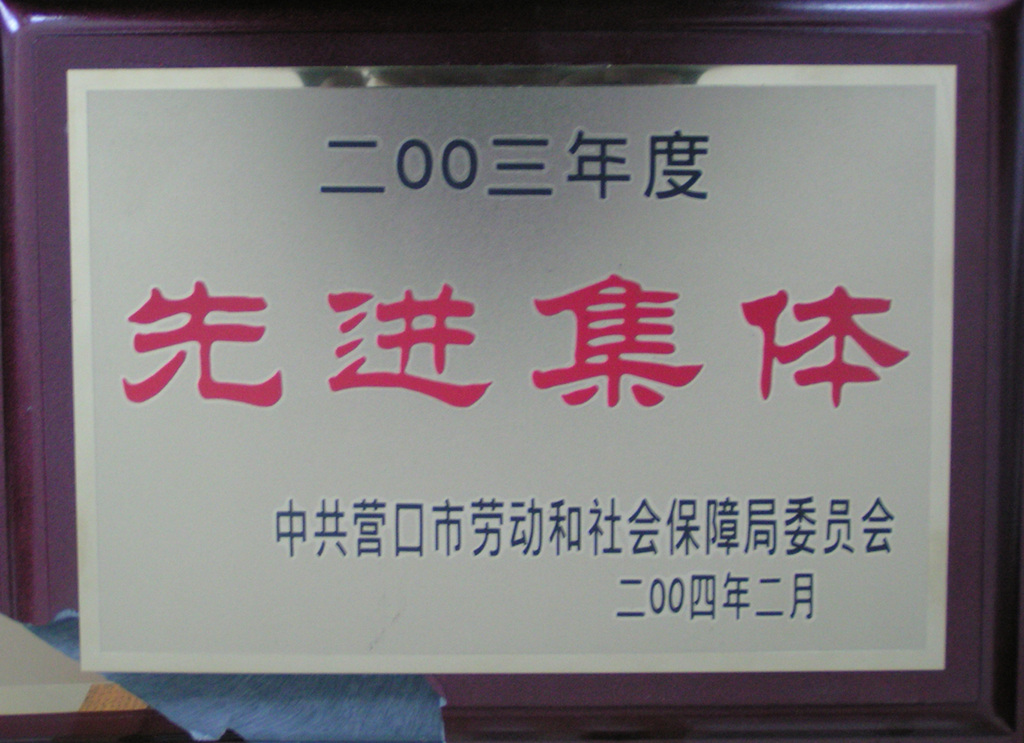 二00三年度
先进集体
中共营口市劳动和社会保障局委员会
二00四年二月